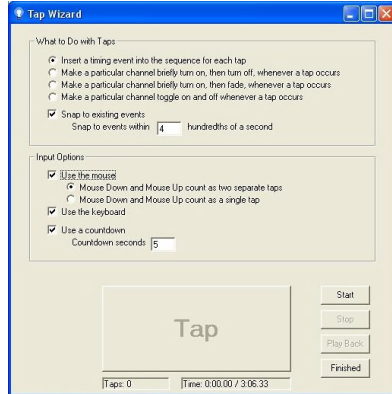 Tap Wizard
What to Do with Taps
Insert a timing event into the sequence for each tap
Make a particular channel briefly turn on, then turn off, whenever a tap occurs
Make a particular channel briefly turn on, then fade, whenever a tap occurs
Make a particular channel toggle on and off whenever a tap occurs
Snap to existing events
Snap to events within 4 hundredths of a second
Input Options
Use the mouse
Mouse Down and Mouse Up count as two separate taps
Mouse Down and Mouse Up count as a single tap
Use the keyboard
Use a countdown
Countdown seconds 5
Tap
Start
Stop
Play Back
Finished
Taps: 0 Time: 0:00.00 / 3:06.33